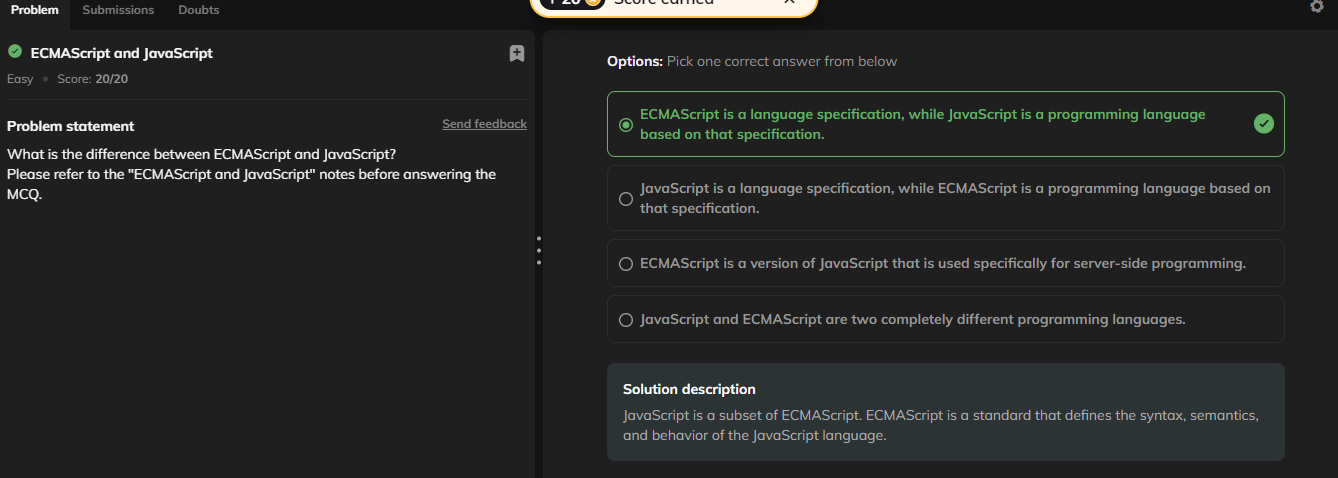 Problem Submissions Doubts
+ 20 Score earned
ECMAScript and JavaScript
Easy Score: 20/20
Problem statement Send feedback
What is the difference between ECMAScript and JavaScript?
Please refer to the "ECMAScript and JavaScript" notes before answering the
MCQ.
Options: Pick one correct answer from below
ECMAScript is a language specification, while JavaScript is a programming language
based on that specification.
JavaScript is a language specification, while ECMAScript is a programming language based on
that specification.
ECMAScript is a version of JavaScript that is used specifically for server-side programming.
JavaScript and ECMAScript are two completely different programming languages.
Solution description
JavaScript is a subset of ECMAScript. ECMAScript is a standard that defines the syntax, semantics,
and behavior of the JavaScript language.